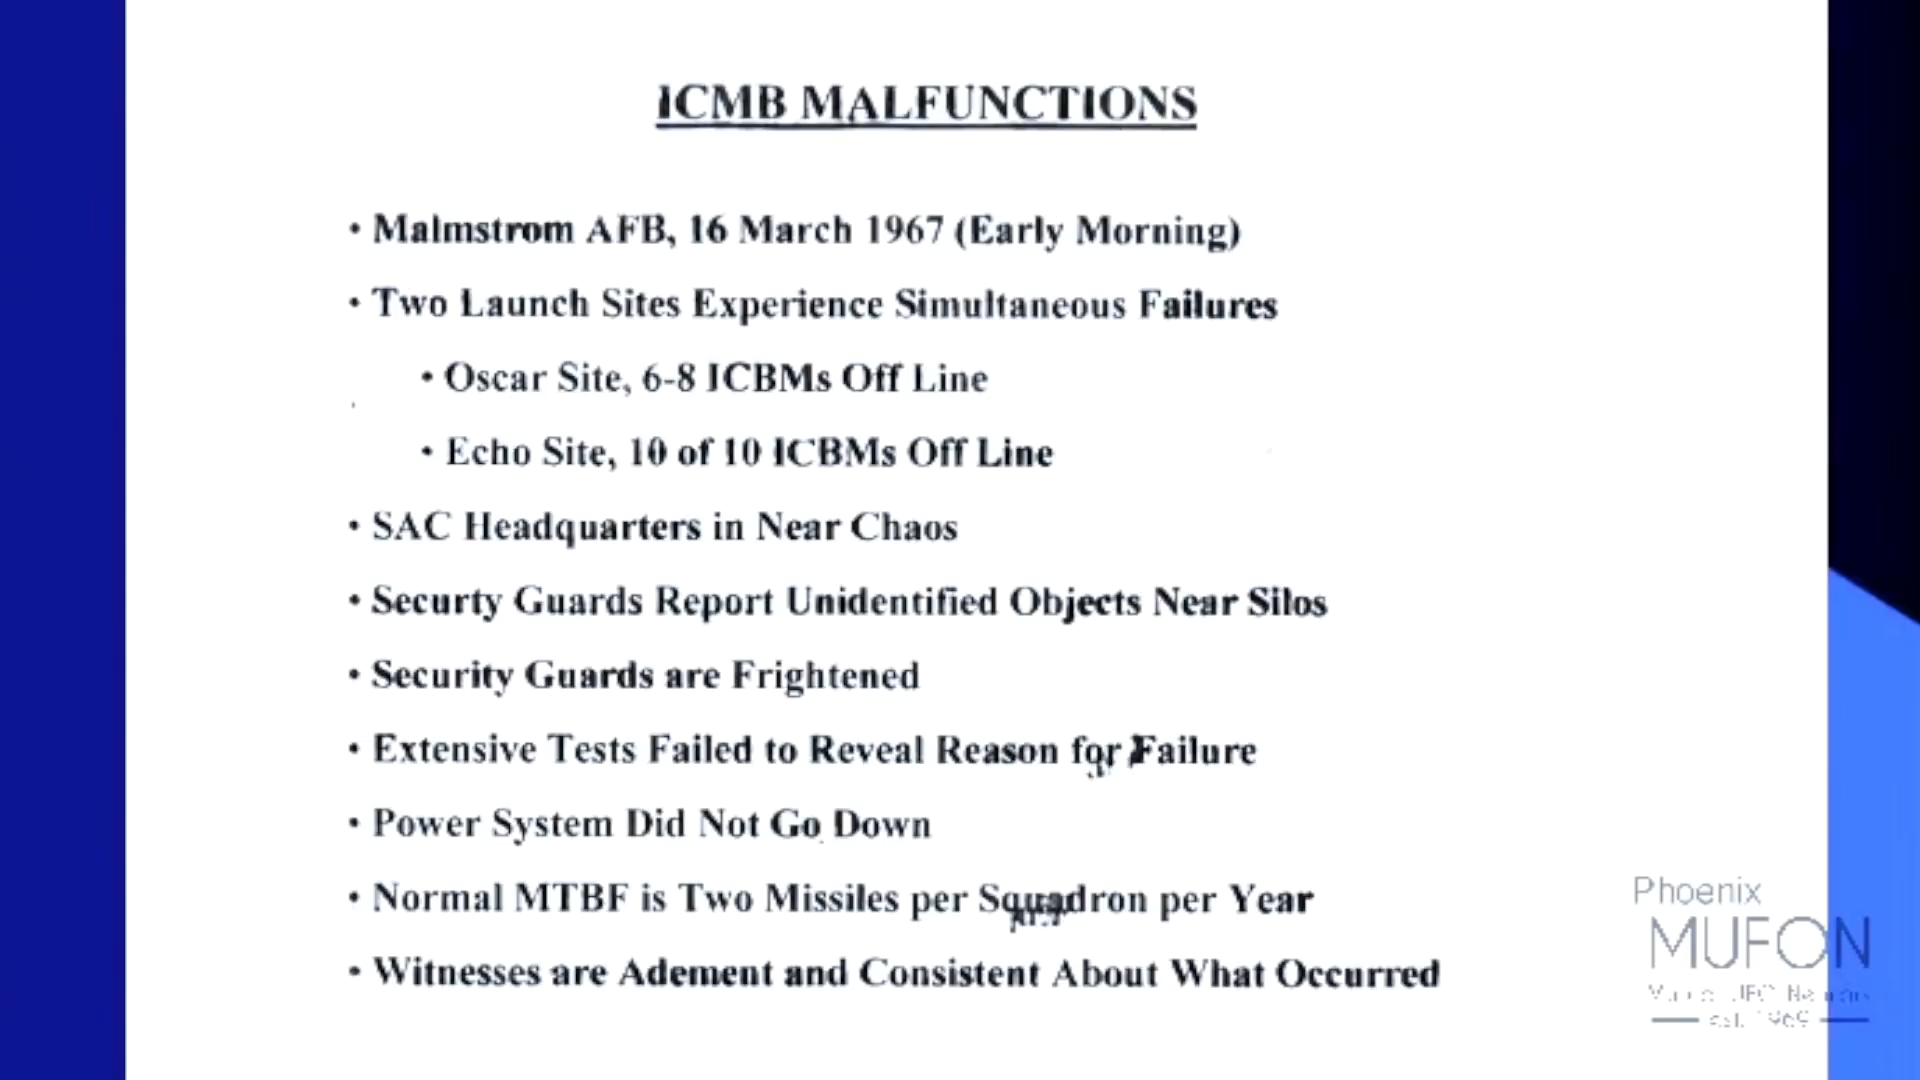 ICMB MALFUNCTIONS
• Malmstrom AFB, 16 March 1967 (Early Morning)
• Two Launch Sites Experience Simultaneous Failures
• Oscar Site, 6-8 ICBMs Off Line
• Echo Site, 10 of 10 ICBMs Off Line
• SAC Headquarters in Near Chaos
• Securty Guards Report Unidentified Objects Near Silos
• Security Guards are Frightened
• Extensive Tests Failed to Reveal Reason for Failure
• Power System Did Not Go Down
• Normal MTBF is Two Missiles per Squadron per Year
• Witnesses are Adement and Consistent About What Occurred
Phoenix
MUFON
est. 1969